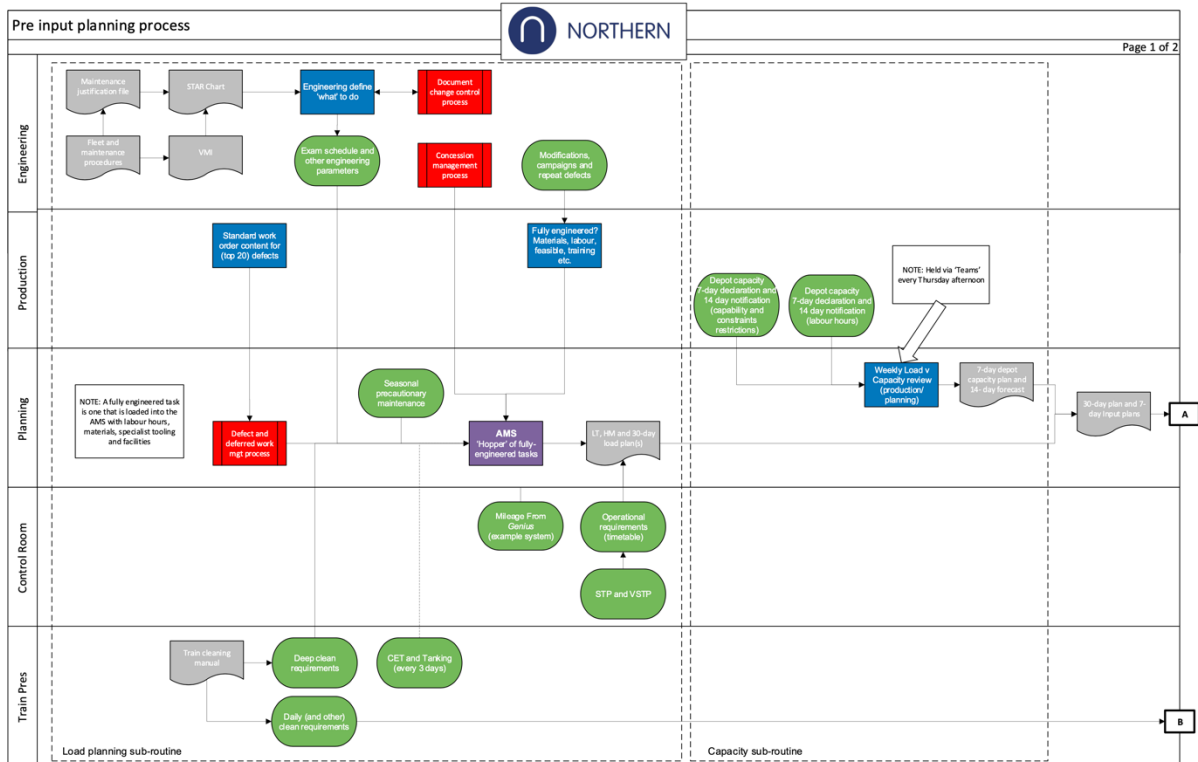 Pre input planning process
NORTHERN
Page 1 of 2
Engineering
Maintenance
justification file
STAR Chart
Engineering define
'what' to do
Document
change control
process
Fleet and
maintenance
procedures
VMI
Exam schedule and
other engineering
parameters
Concession
management
process
Modifications,
campaigns and
repeat defects
Production
Standard work
order content for
(top 20) defects
Fully engineered?
Materials, labour,
feasible, training
etc.
Depot capacity
7-day declaration and
14 day notification
(capability and
constraints
restrictions)
Depot capacity
7-day declaration and
14 day notification
(labour hours)
NOTE: Held via 'Teams'
every Thursday afternoon
Planning
NOTE: A fully engineered task
is one that is loaded into the
AMS with labour hours,
materials, specialist tooling
and facilities
Seasonal
precautionary
maintenance
Defect and
deferred work
mgt process
AMS
'Hopper' of fully-
engineered tasks
LT, HM and 30-day
load plan(s)
Weekly Load v
Capacity review
(production/
planning)
7-day depot
capacity plan and
14- day forecast
30-day plan and 7-
day input plans
A
Control Room
Mileage From
Genius
(example system)
Operational
requirements
(timetable)
STP and VSTP
Train Pres
Train cleaning
manual
Deep clean
requirements
CET and Tanking
(every 3 days)
Daily (and other)
clean requirements
B
Load planning sub-routine
Capacity sub-routine